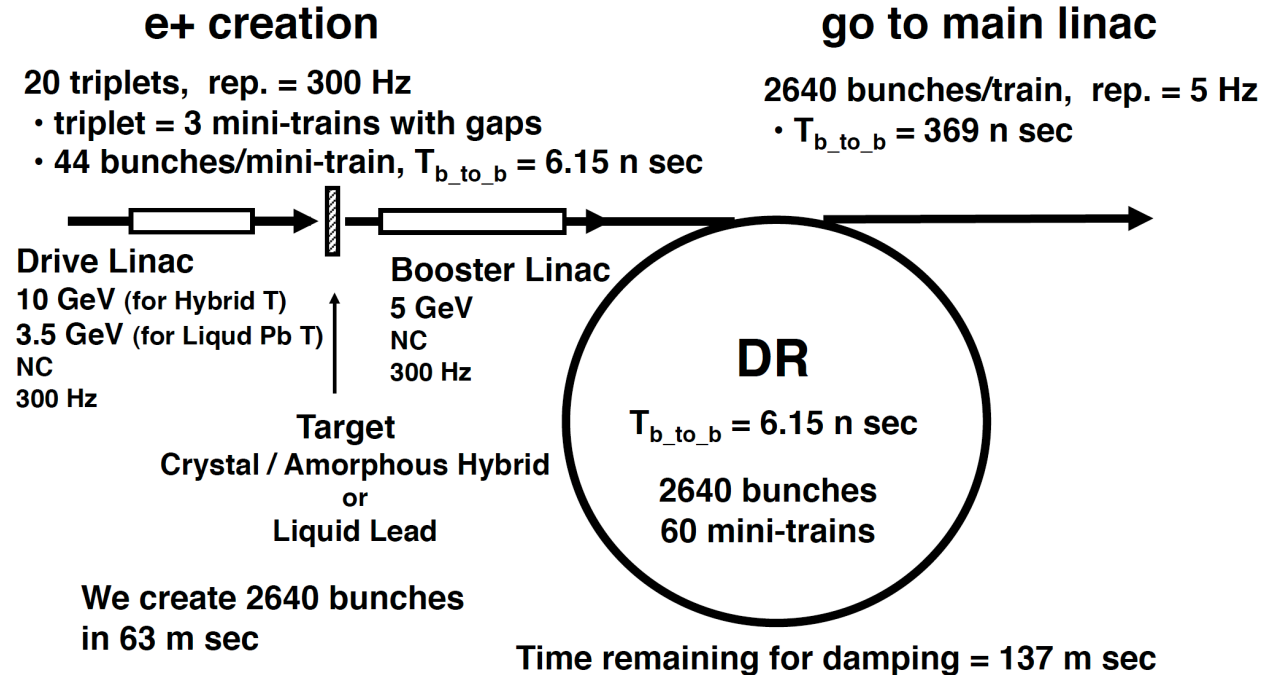 e+ creation
go to main linac
20 triplets, rep. = 300 Hz
・triplet = 3 mini-trains with gaps
・44 bunches/mini-train, Tb_to_b = 6.15 n sec
2640 bunches/train, rep. = 5 Hz
・Tb_to_b = 369 n sec
Drive Linac
10 GeV (for Hybrid T)
3.5 GeV (for Liqud Pb T)
NC
300 Hz
Booster Linac
5 GeV
NC
300 Hz
Target
Crystal / Amorphous Hybrid
or
Liquid Lead
DR
Tb_to_b = 6.15 n sec
2640 bunches
60 mini-trains
We create 2640 bunches
in 63 m sec
Time remaining for damping = 137 m sec